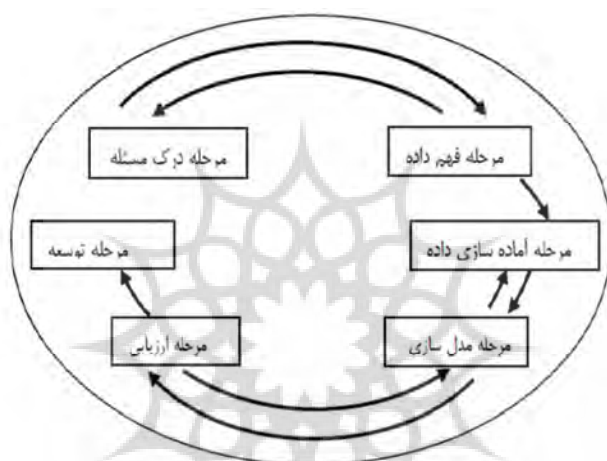 مرحله درک مسئله
مرحله فهم داده
مرحله آماده سازی داده
مرحله توسعه
مرحله مدل سازی
مرحله ارزیابی